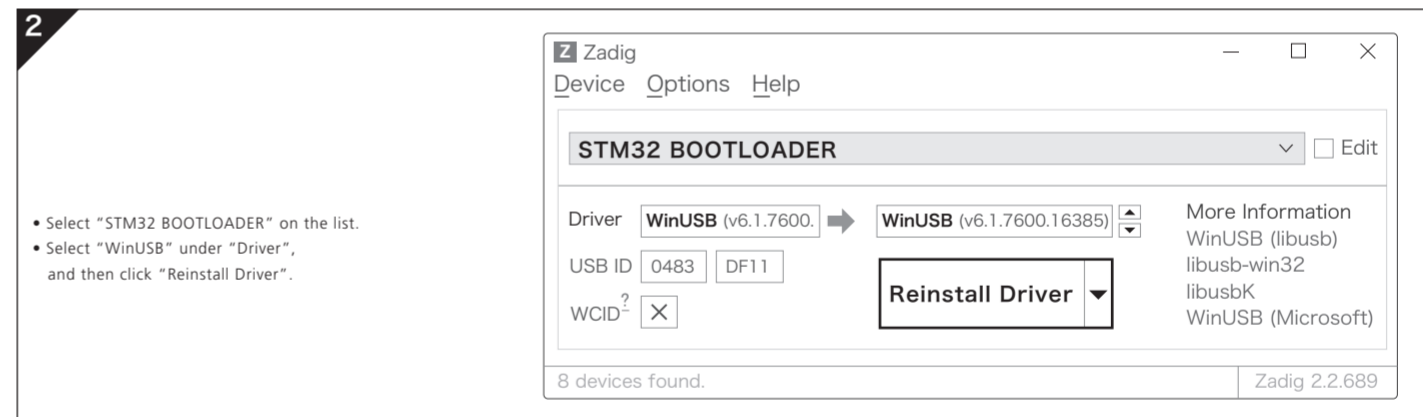 2
• Select “STM32 BOOTLOADER” on the list.
• Select “WinUSB” under “Driver”,
and then click “Reinstall Driver”.
Z Zadig
Device Options Help
STM32 BOOTLOADER Edit
Driver WinUSB (v6.1.7600. WinUSB (v6.1.7600.16385)
USB ID 0483 DF11
WCID?
Reinstall Driver
More Information
WinUSB (libusb)
libusb-win32
libusbK
WinUSB (Microsoft)
8 devices found. Zadig 2.2.689